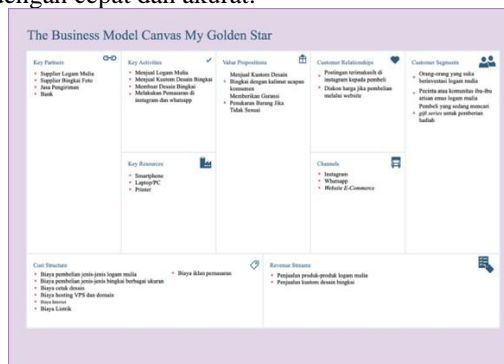 dengan cepat dan akurat.
The Business Model Canvas My Golden Star
Key Partners
Supplier Logam Mulia
Supplier Bingkai Foto
Jasa Pengiriman
Bank
Key Activities
Menjual Logam Mulia
Menjual Kustom Desain Bingkai
Membuat Desain Bingkai
Melakukan Pemasaran di
instagram dan whatsapp
Key Resources
Smartphone
Laptop/PC
Printer
Value Propositions
Menjual Kustom Desain
Bingkai dengan kalimat ucapan
konsumen
Memberikan Garansi
Penukaran Barang Jika
Tidak Sesuai
Customer Relationships
Postingan terimakasih di
instagram kepada pembeli
Diskon harga jika pembelian
melalui website
Channels
Instagram
Whatsapp
Website E-Commerce
Customer Segments
Orang-orang yang suka
berinvestasi logam mulia
Pecinta atau komunitas ibu-ibu
arisan emas logam mulia
Pembeli yang sedang mencari
gift series untuk pemberian
hadiah
Cost Structure
Biaya pembelian jenis-jenis logam mulia
Biaya pembelian jenis-jenis bingkai berbagai ukuran
Biaya cetak desain
Biaya hosting VPS dan domain
Biaya Internet
Biaya Listrik
Biaya iklan pemasaran
Revenue Streams
Penjualan produk-produk logam mulia
Penjualan kustom desain bingkai